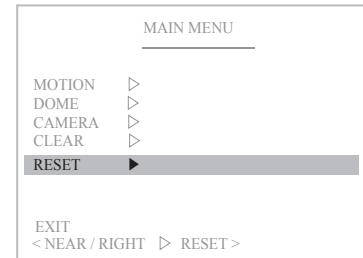 MAIN MENU
MOTION ▷
DOME ▷
CAMERA ▷
CLEAR ▷
RESET ▶
EXIT
< NEAR / RIGHT ▷ RESET >